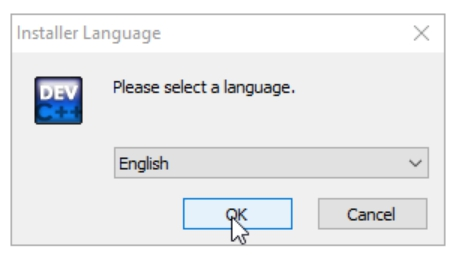 Installer Language
DEV
C++
Please select a language.
English
OK
Cancel